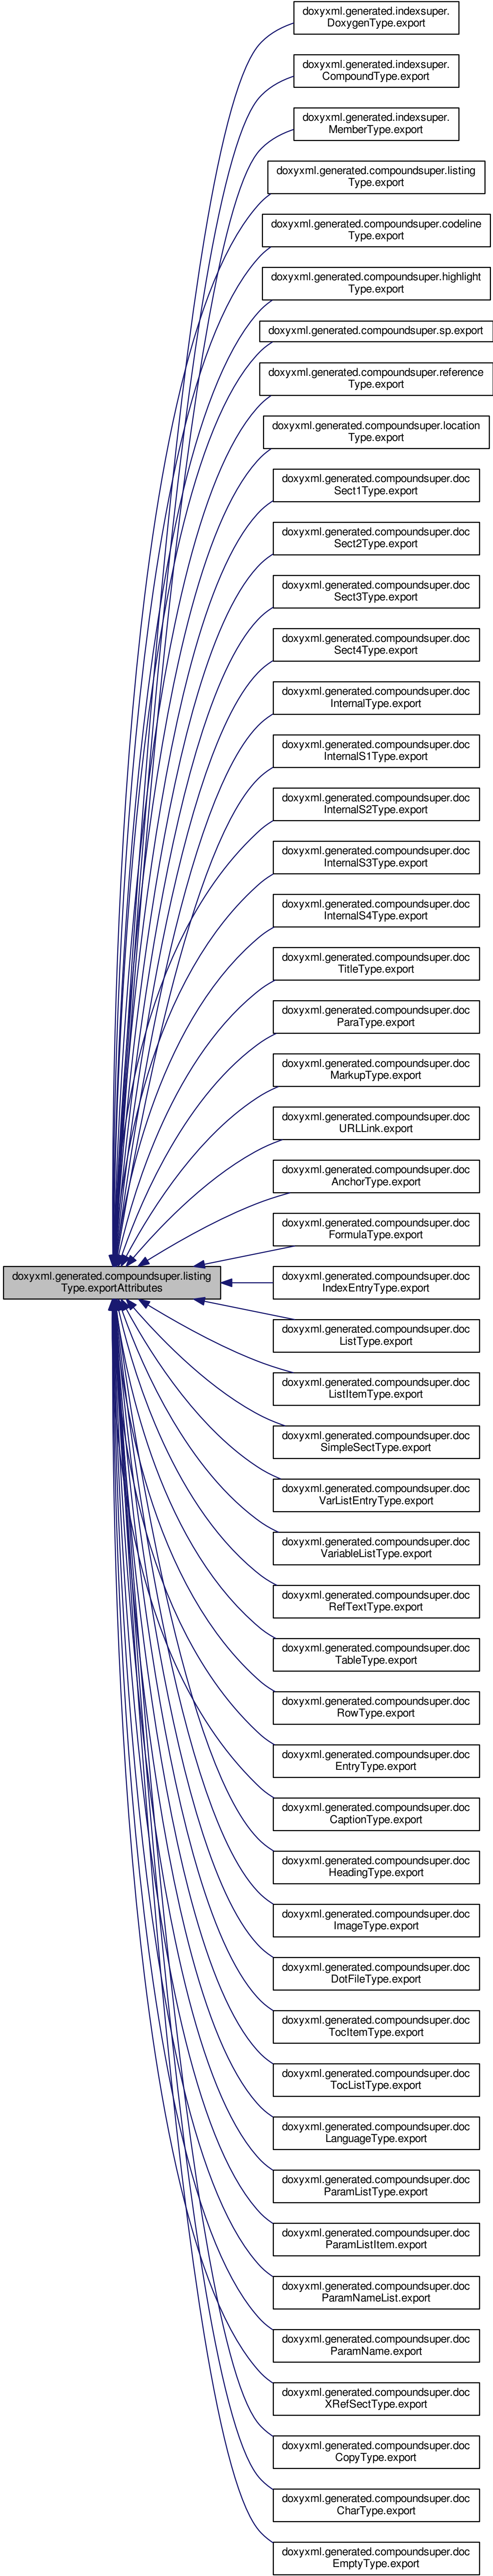 doxyxml.generated.indexsuper.
DoxygenType.export
doxyxml.generated.indexsuper.
CompoundType.export
doxyxml.generated.indexsuper.
MemberType.export
doxyxml.generated.compoundsuper.listing
Type.export
doxyxml.generated.compoundsuper.codeline
Type.export
doxyxml.generated.compoundsuper.highlight
Type.export
doxyxml.generated.compoundsuper.sp.export
doxyxml.generated.compoundsuper.reference
Type.export
doxyxml.generated.compoundsuper.location
Type.export
doxyxml.generated.compoundsuper.doc
Sect1Type.export
doxyxml.generated.compoundsuper.doc
Sect2Type.export
doxyxml.generated.compoundsuper.doc
Sect3Type.export
doxyxml.generated.compoundsuper.doc
Sect4Type.export
doxyxml.generated.compoundsuper.doc
InternalType.export
doxyxml.generated.compoundsuper.doc
InternalS1Type.export
doxyxml.generated.compoundsuper.doc
InternalS2Type.export
doxyxml.generated.compoundsuper.doc
InternalS3Type.export
doxyxml.generated.compoundsuper.doc
InternalS4Type.export
doxyxml.generated.compoundsuper.doc
TitleType.export
doxyxml.generated.compoundsuper.doc
ParaType.export
doxyxml.generated.compoundsuper.doc
MarkupType.export
doxyxml.generated.compoundsuper.doc
URLLink.export
doxyxml.generated.compoundsuper.doc
AnchorType.export
doxyxml.generated.compoundsuper.doc
FormulaType.export
doxyxml.generated.compoundsuper.listing
Type.exportAttributes
doxyxml.generated.compoundsuper.doc
IndexEntryType.export
doxyxml.generated.compoundsuper.doc
ListType.export
doxyxml.generated.compoundsuper.doc
ListItemType.export
doxyxml.generated.compoundsuper.doc
SimpleSectType.export
doxyxml.generated.compoundsuper.doc
VarListEntryType.export
doxyxml.generated.compoundsuper.doc
VariableListType.export
doxyxml.generated.compoundsuper.doc
RefTextType.export
doxyxml.generated.compoundsuper.doc
TableType.export
doxyxml.generated.compoundsuper.doc
RowType.export
doxyxml.generated.compoundsuper.doc
EntryType.export
doxyxml.generated.compoundsuper.doc
CaptionType.export
doxyxml.generated.compoundsuper.doc
HeadingType.export
doxyxml.generated.compoundsuper.doc
ImageType.export
doxyxml.generated.compoundsuper.doc
DotFileType.export
doxyxml.generated.compoundsuper.doc
TocItemType.export
doxyxml.generated.compoundsuper.doc
TocListType.export
doxyxml.generated.compoundsuper.doc
LanguageType.export
doxyxml.generated.compoundsuper.doc
ParamListType.export
doxyxml.generated.compoundsuper.doc
ParamListItem.export
doxyxml.generated.compoundsuper.doc
ParamNameList.export
doxyxml.generated.compoundsuper.doc
ParamName.export
doxyxml.generated.compoundsuper.doc
XRefSectType.export
doxyxml.generated.compoundsuper.doc
CopyType.export
doxyxml.generated.compoundsuper.doc
CharType.export
doxyxml.generated.compoundsuper.doc
EmptyType.export